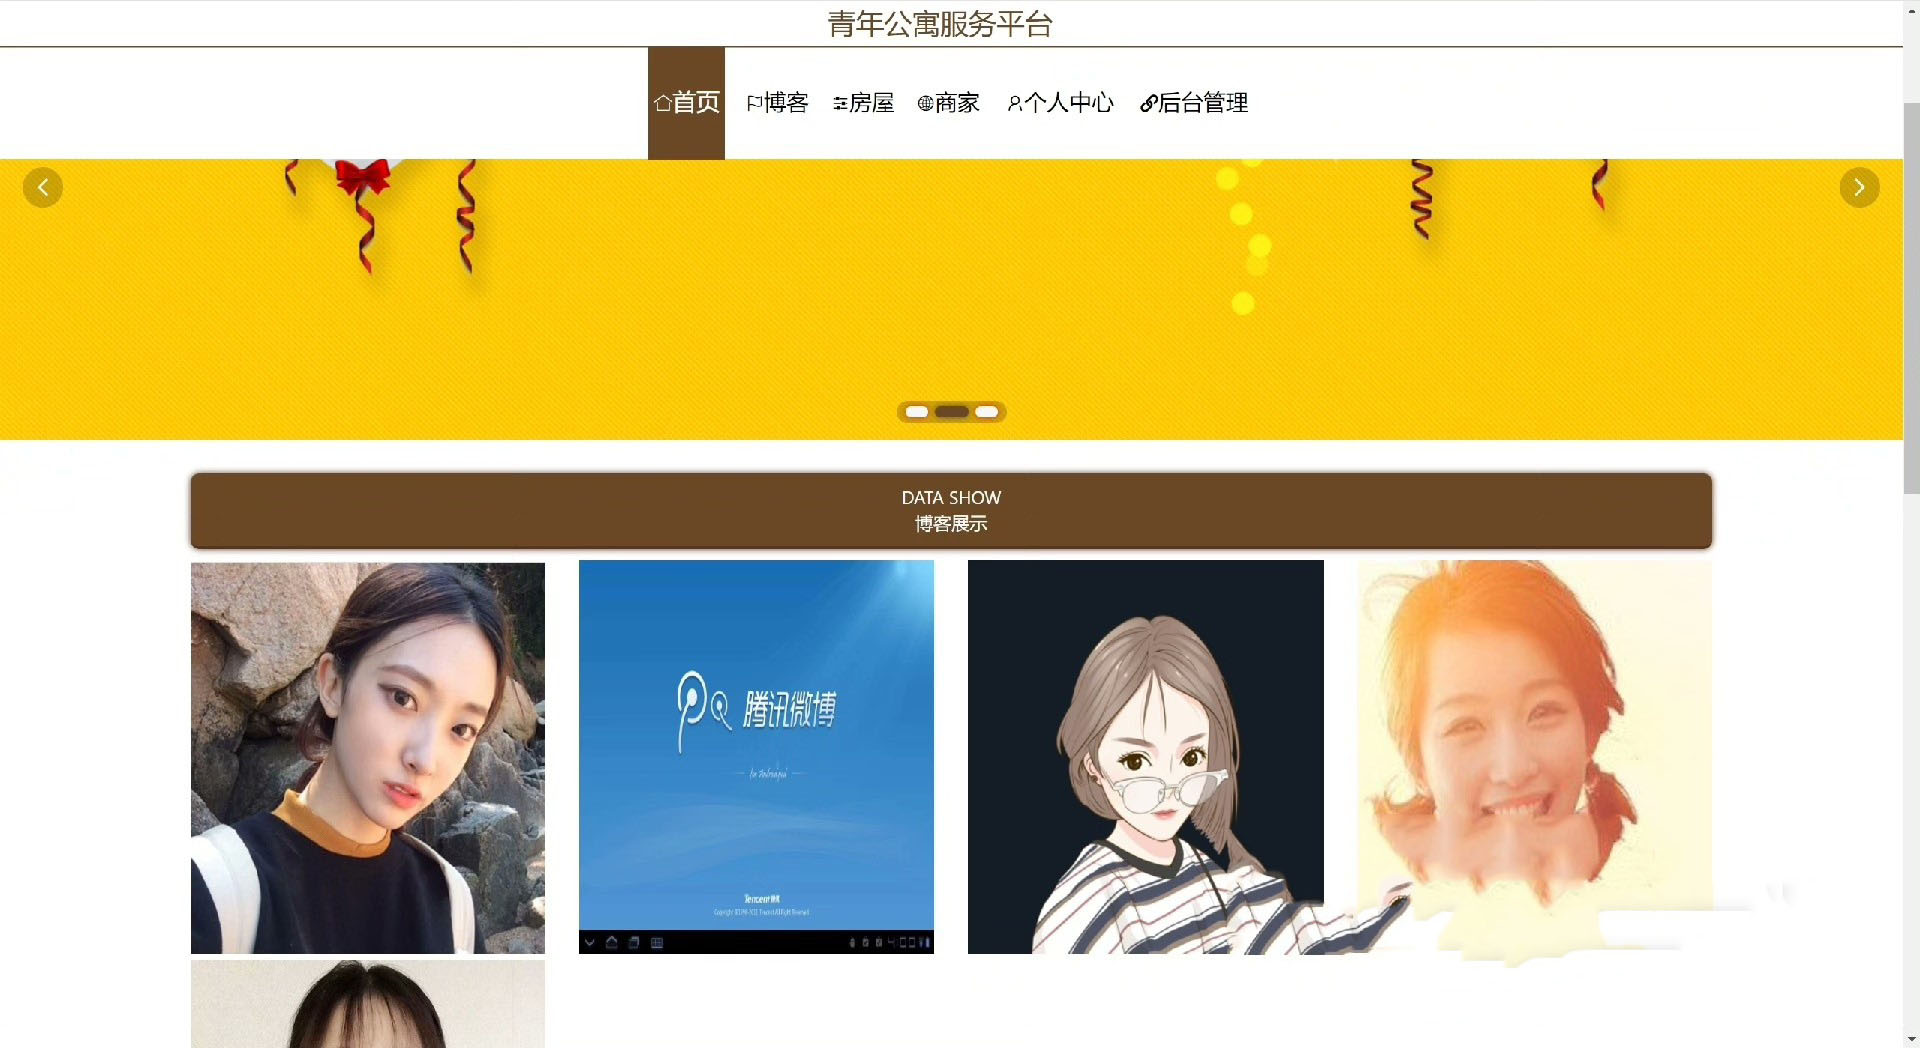 青年公寓服务平台
首页 博客 房屋 商家 个人中心 后台管理
DATA SHOW
博客展示
腾讯微博
Tencent 腾讯